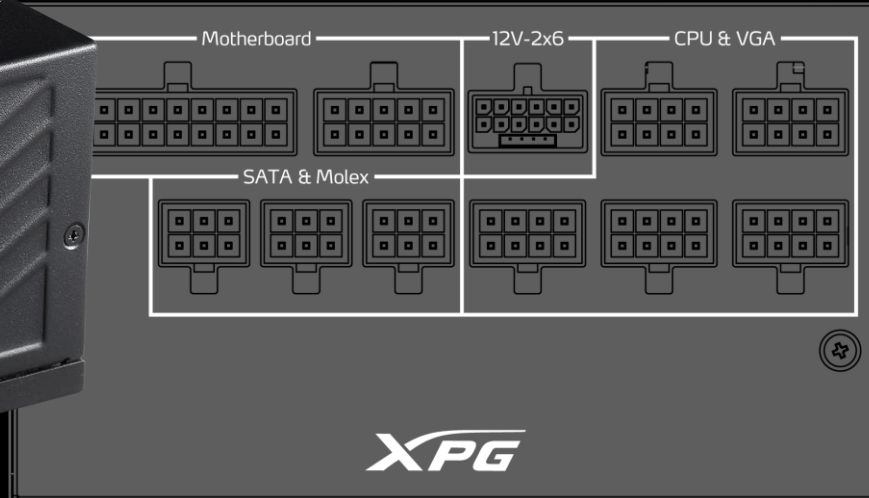 Motherboard
12V-2x6
CPU & VGA
SATA & Molex
XPG